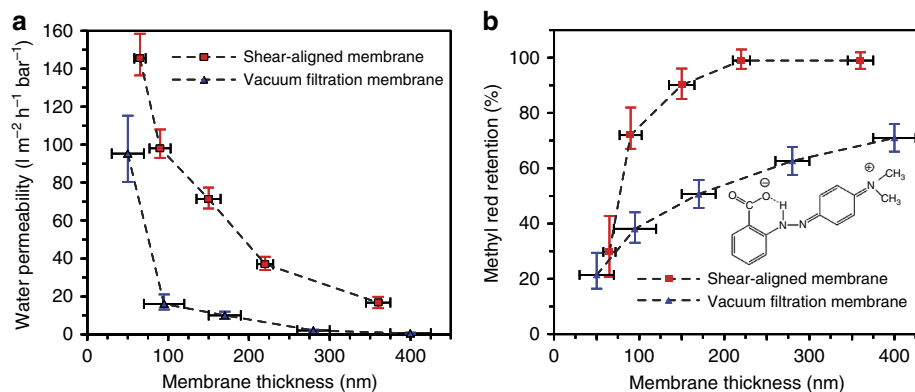 a
Water permeability (l m⁻² h⁻¹ bar⁻¹)
160
140
120
100
80
60
40
20
0
Shear-aligned membrane
Vacuum filtration membrane
0 100 200 300 400
Membrane thickness (nm)
b
Methyl red retention (%)
100
80
60
40
20
0
⊖
O
O
H
N
N
⊕
N
CH₃
CH₃
Shear-aligned membrane
Vacuum filtration membrane
0 100 200 300 400
Membrane thickness (nm)